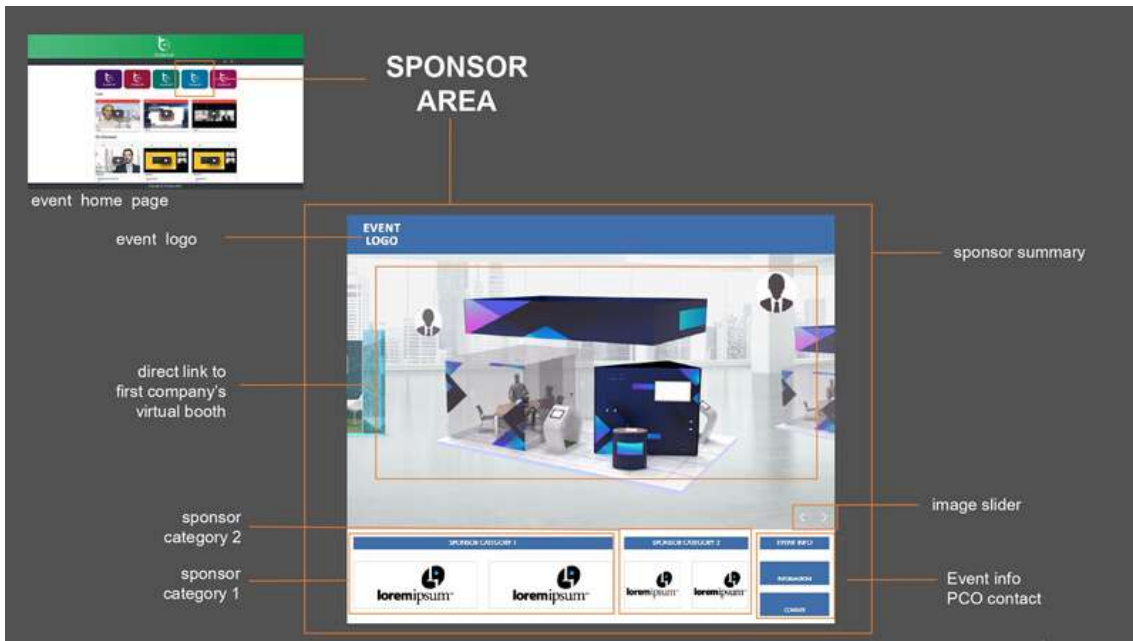 SPONSOR
AREA
event home page
event logo
EVENT
LOGO
sponsor summary
direct link to
first company's
virtual booth
image slider
sponsor
category 2
sponsor
category 1
SPONSOR CATEGORY 1
SPONSOR CATEGORY 2
EVENT INFO
INFORMATION
loremipsum
loremipsum
loremipsum
loremipsum
Event info
PCO contact